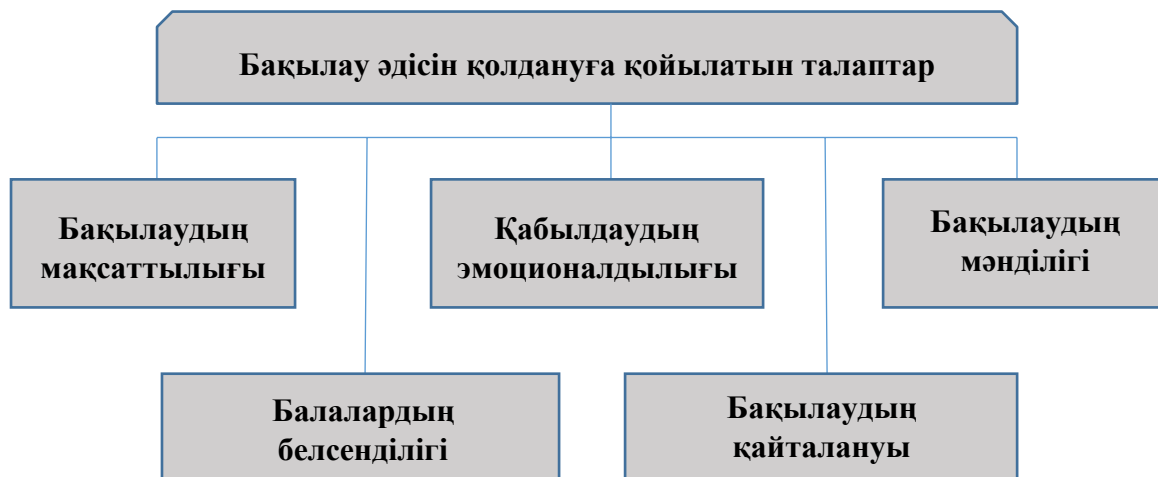 Бақылау әдісін қолдануға қойылатын талаптар
Бақылаудың
мақсаттылығы
Қабылдаудың
эмоционалдылығы
Бақылаудың
мәнділігі
Балалардың
белсенділігі
Бақылаудың
қайталануы